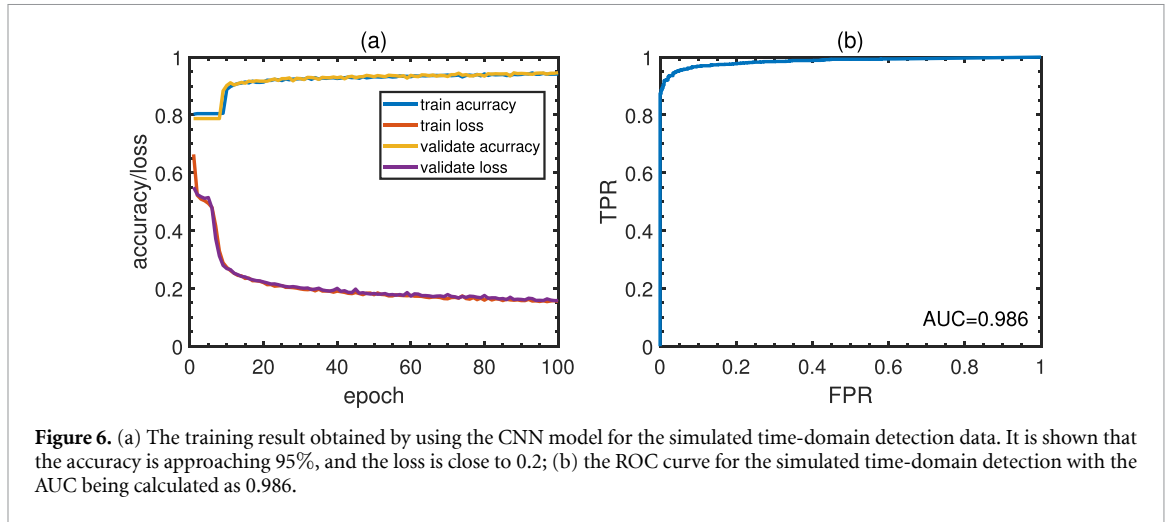 (a)
1
0.8
0.6
0.4
0.2
0
accuracy/loss
0
20
40
60
80
100
epoch
train acurracy
train loss
validate acurracy
validate loss
(b)
1
0.8
0.6
0.4
0.2
0
TPR
0
0.2
0.4
0.6
0.8
1
FPR
AUC=0.986
Figure 6. (a) The training result obtained by using the CNN model for the simulated time-domain detection data. It is shown that
the accuracy is approaching 95%, and the loss is close to 0.2; (b) the ROC curve for the simulated time-domain detection with the
AUC being calculated as 0.986.